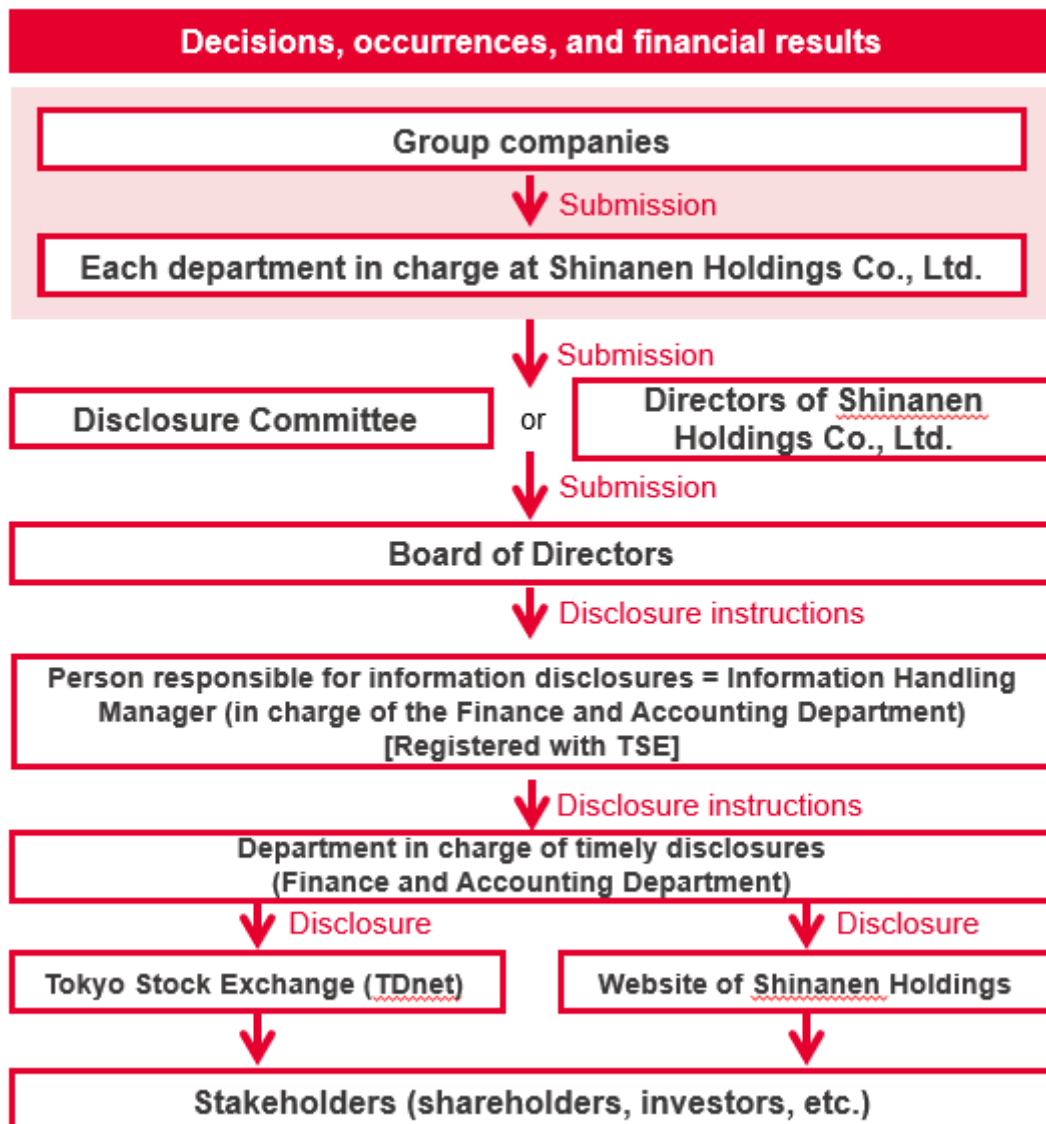 Decisions, occurrences, and financial results
Group companies
Submission
Each department in charge at Shinanen Holdings Co., Ltd.
Submission
Disclosure Committee
or
Directors of Shinanen
Holdings Co., Ltd.
Submission
Board of Directors
Disclosure instructions
Person responsible for information disclosures = Information Handling
Manager (in charge of the Finance and Accounting Department)
[Registered with TSE]
Disclosure instructions
Department in charge of timely disclosures
(Finance and Accounting Department)
Disclosure
Disclosure
Tokyo Stock Exchange (TDnet)
Website of Shinanen Holdings
Stakeholders (shareholders, investors, etc.)